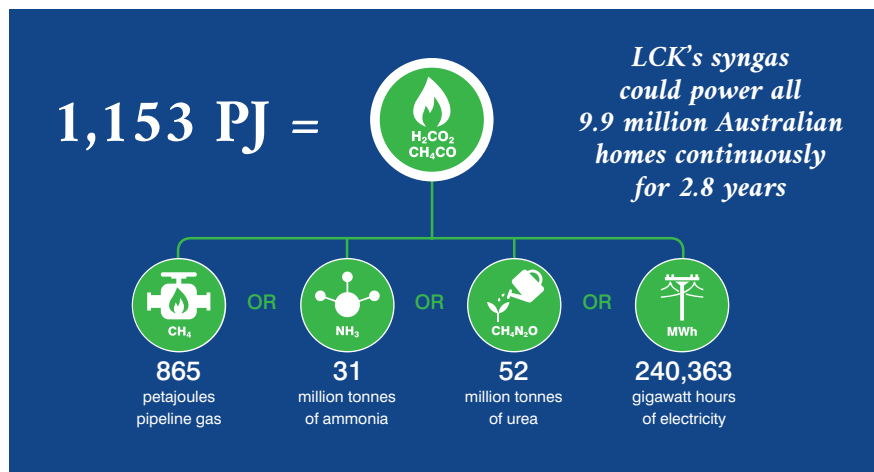 1,153 PJ =
H₂CO₂
CH₄CO
LCK's syngas
could power all
9.9 million Australian
homes continuously
for 2.8 years
CH₄
OR
NH₃
OR
CH₄N₂O
OR
MWh
865
petajoules
pipeline gas
31
million tonnes
of ammonia
52
million tonnes
of urea
240,363
gigawatt hours
of electricity